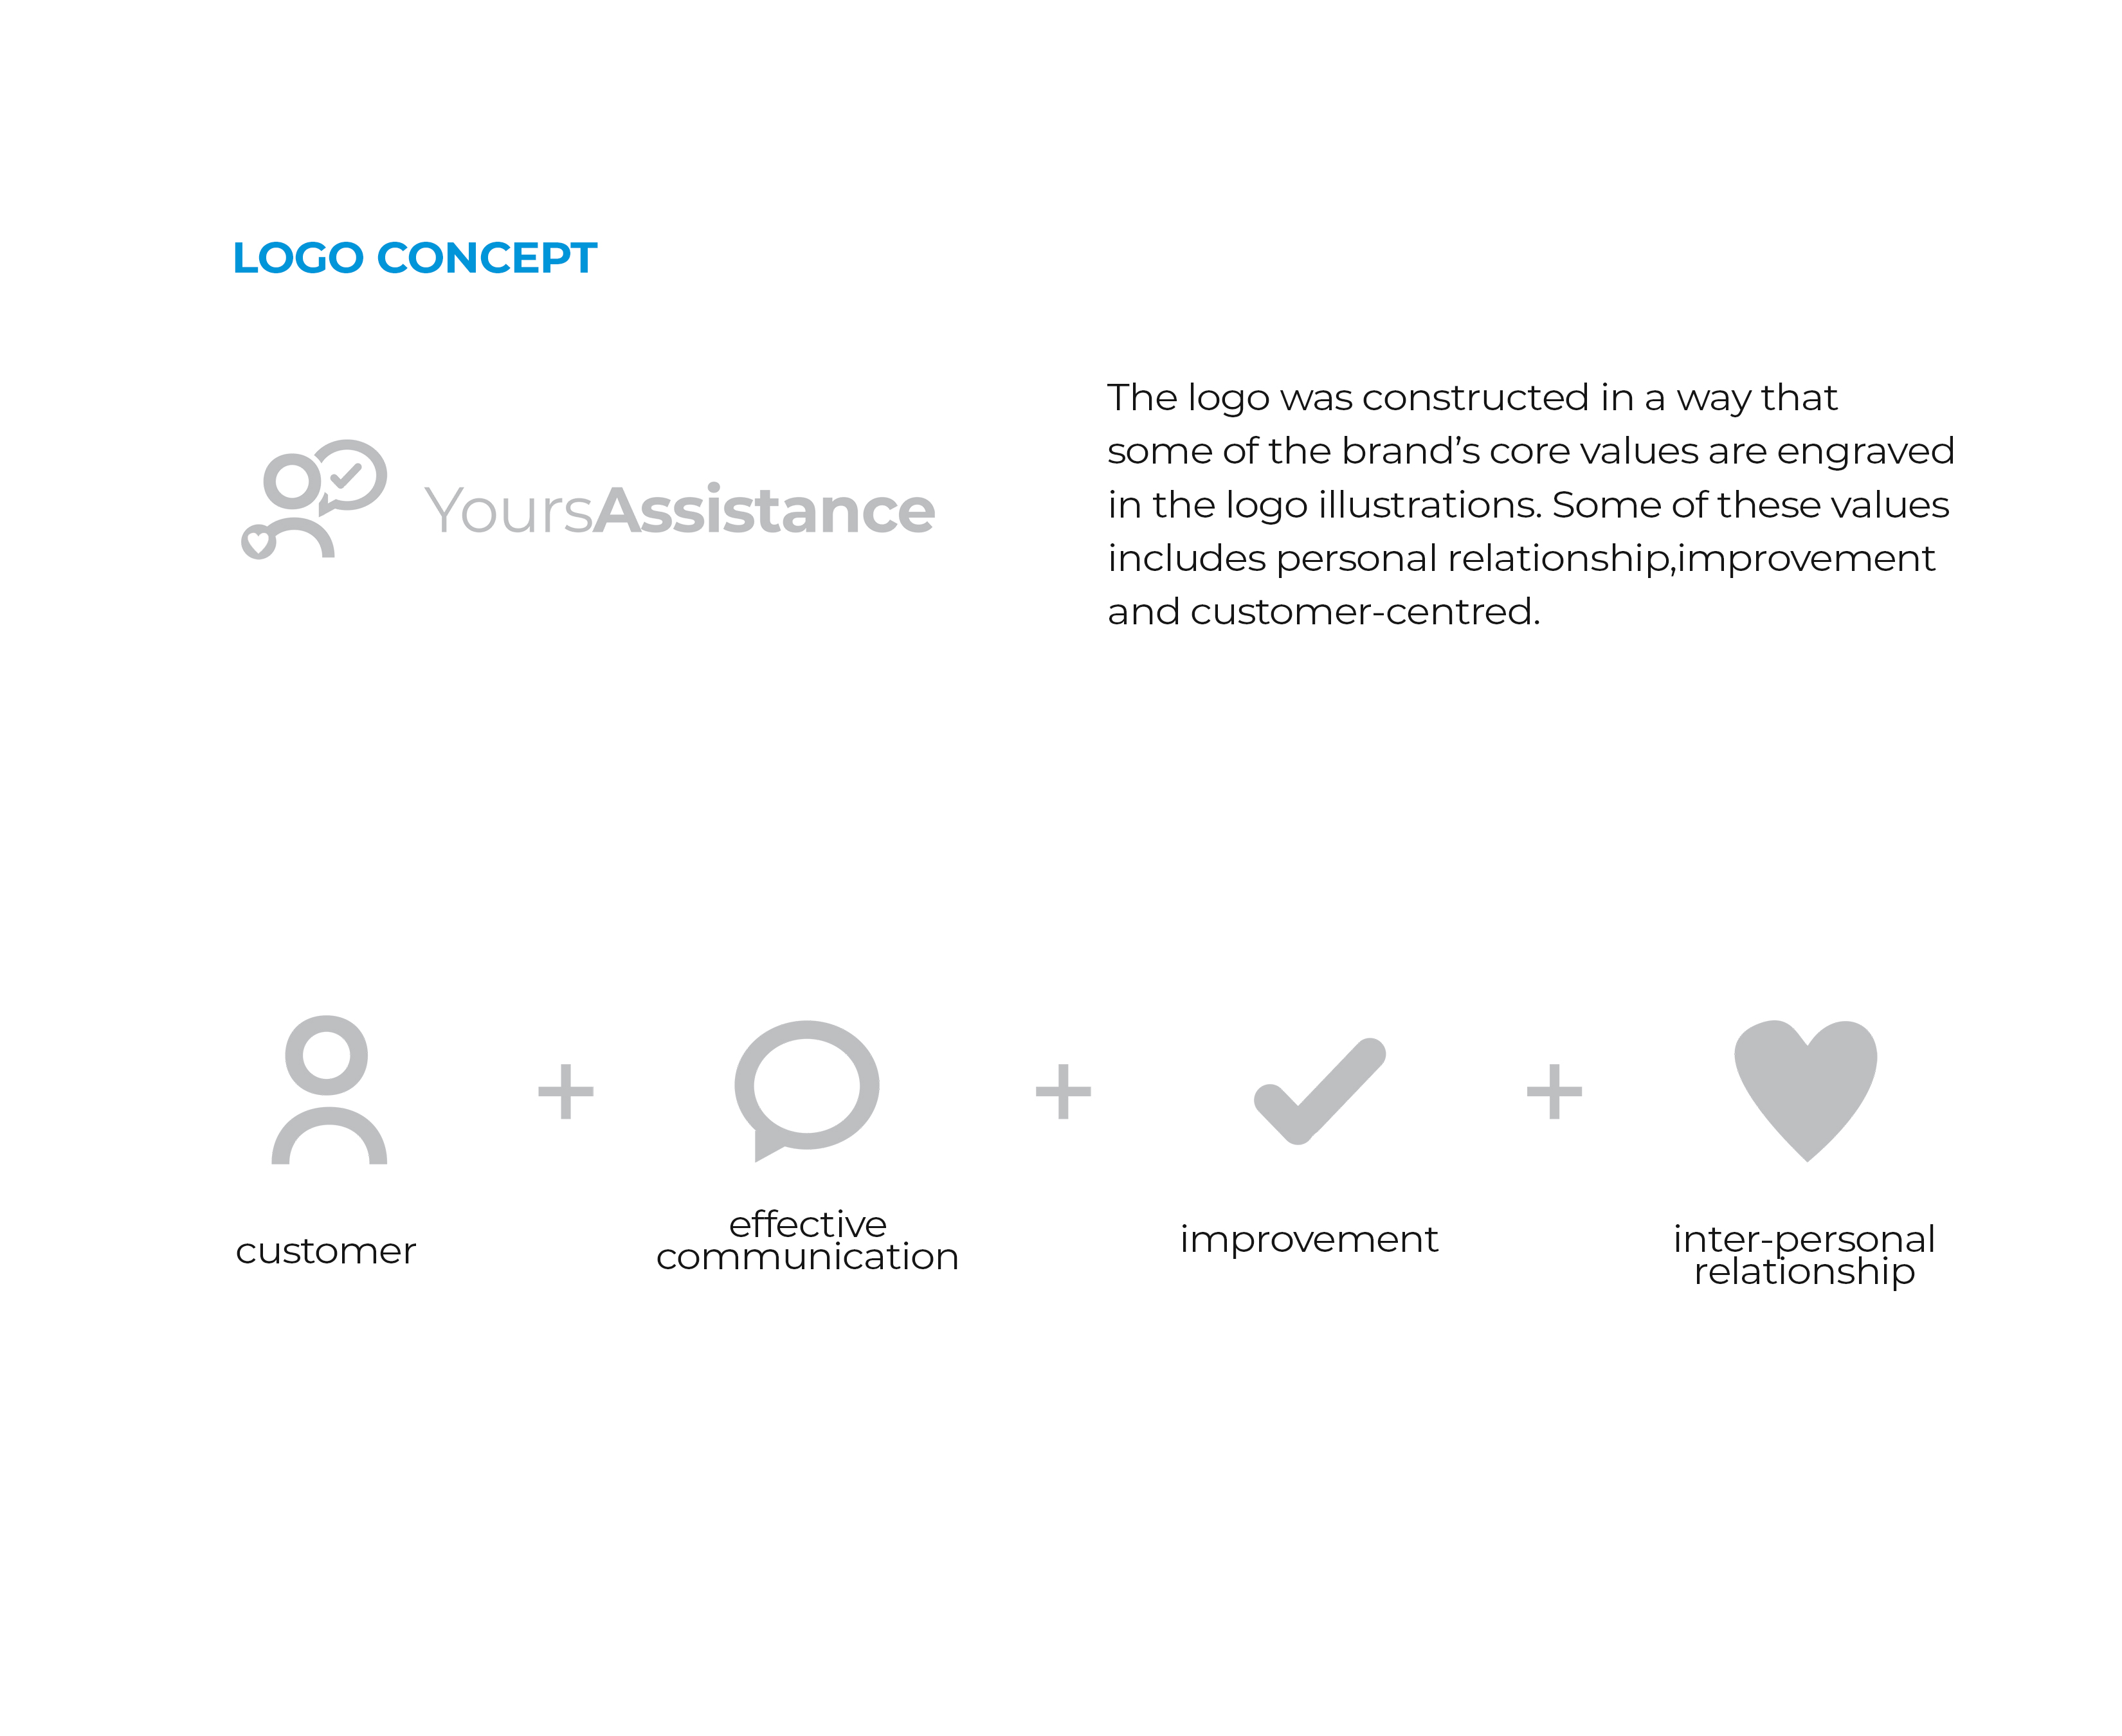 LOGO CONCEPT
YoursAssistance
The logo was constructed in a way that
some of the brand’s core values are engraved
in the logo illustrations. Some of these values
includes personal relationship,improvement
and customer-centred.
customer
effective
communication
improvement
inter-personal
relationship